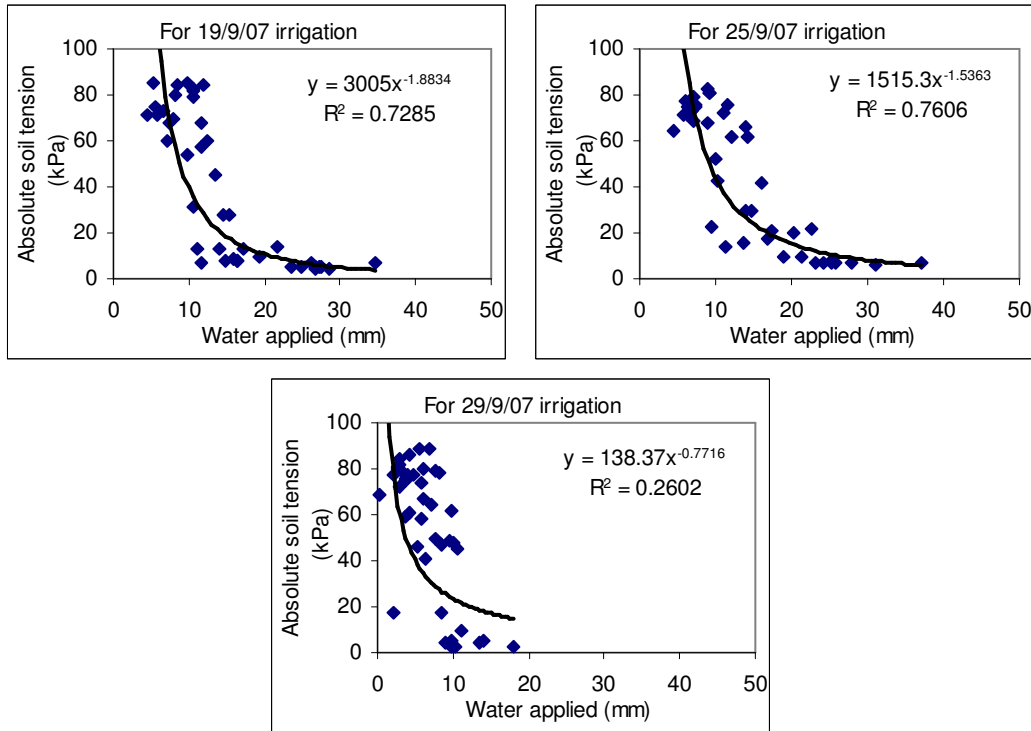 For 19/9/07 irrigation
y = 3005x^-1.8834
R² = 0.7285
100
80
60
40
20
0
Absolute soil tension
(kPa)
0 10 20 30 40 50
Water applied (mm)
For 25/9/07 irrigation
y = 1515.3x^-1.5363
R² = 0.7606
100
80
60
40
20
0
Absolute soil tension
(kPa)
0 10 20 30 40 50
Water applied (mm)
For 29/9/07 irrigation
y = 138.37x^-0.7716
R² = 0.2602
100
80
60
40
20
0
Absolute soil tension
(kPa)
0 10 20 30 40 50
Water applied (mm)